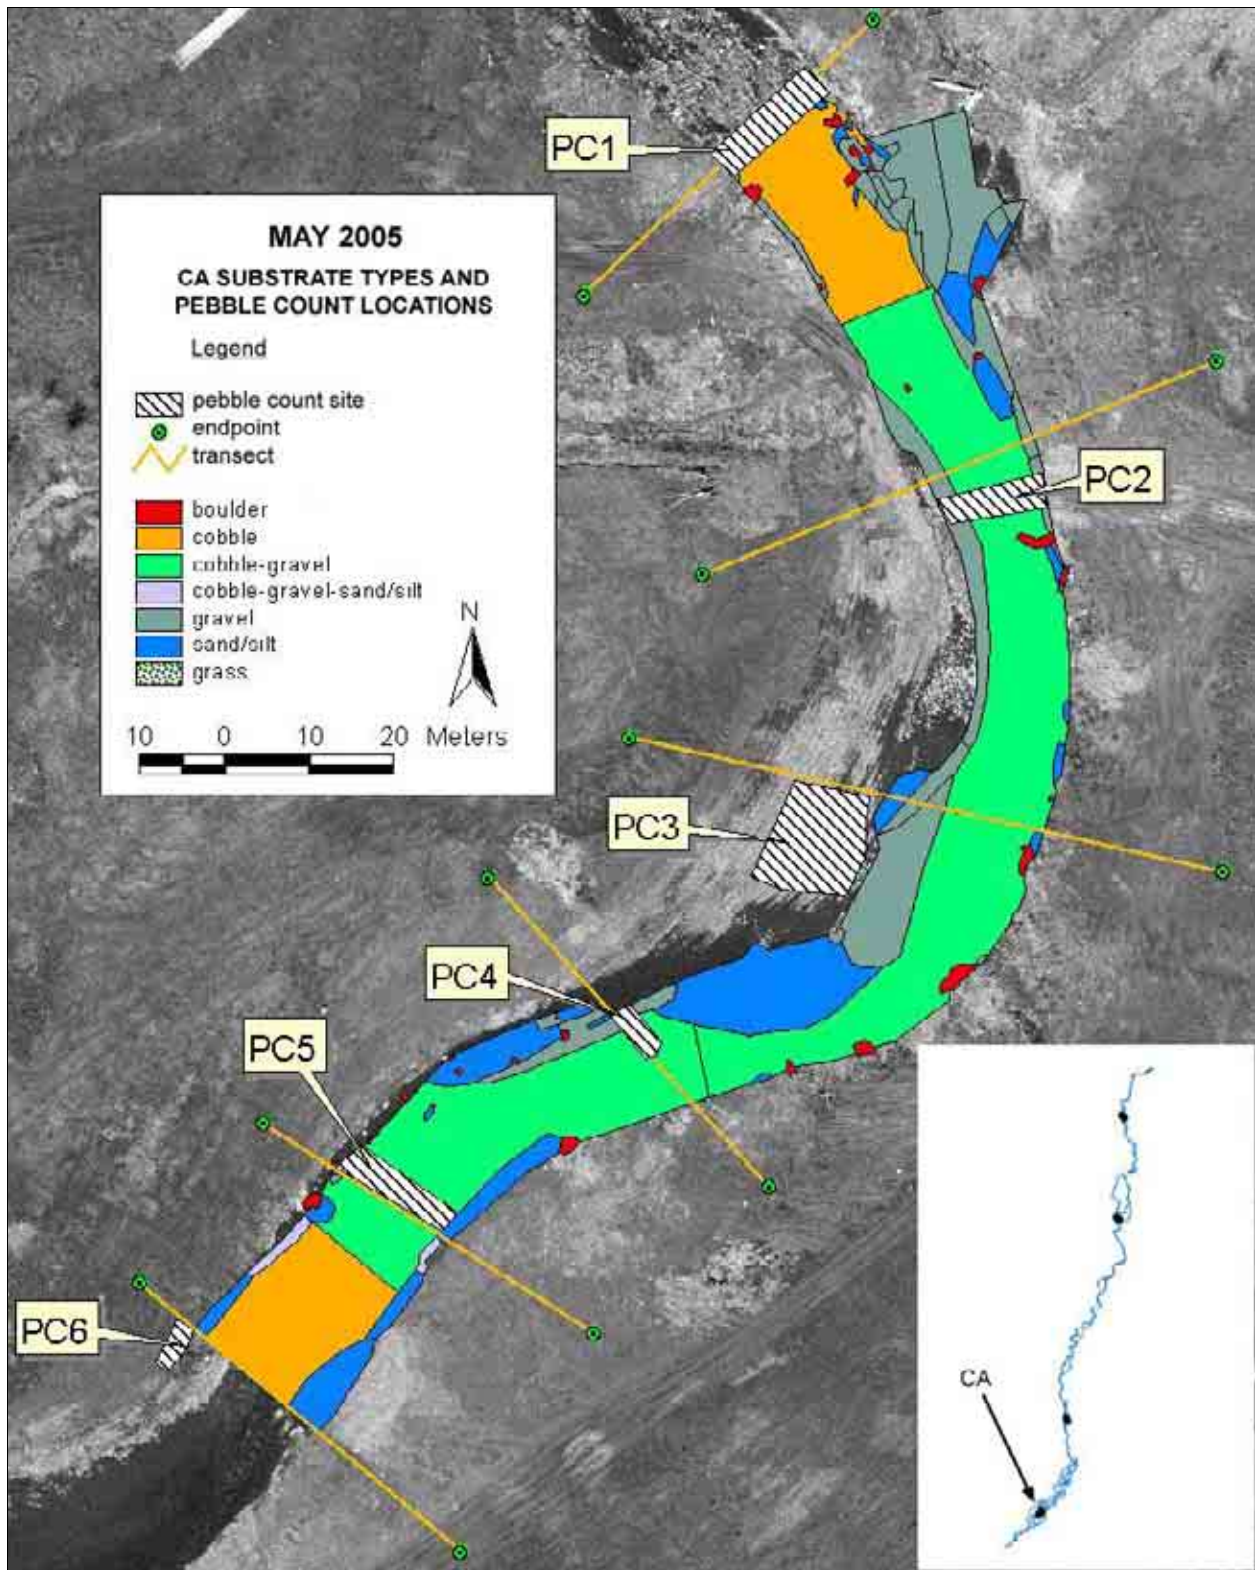 PC1
MAY 2005
CA SUBSTRATE TYPES AND
PEBBLE COUNT LOCATIONS
Legend
pebble count site
endpoint
transect
boulder
cobble
cobble-gravel
cobble-gravel-sand/silt
gravel
sand/silt
grass
N
10 0 10 20 Meters
PC2
PC3
PC4
PC5
PC6
CA